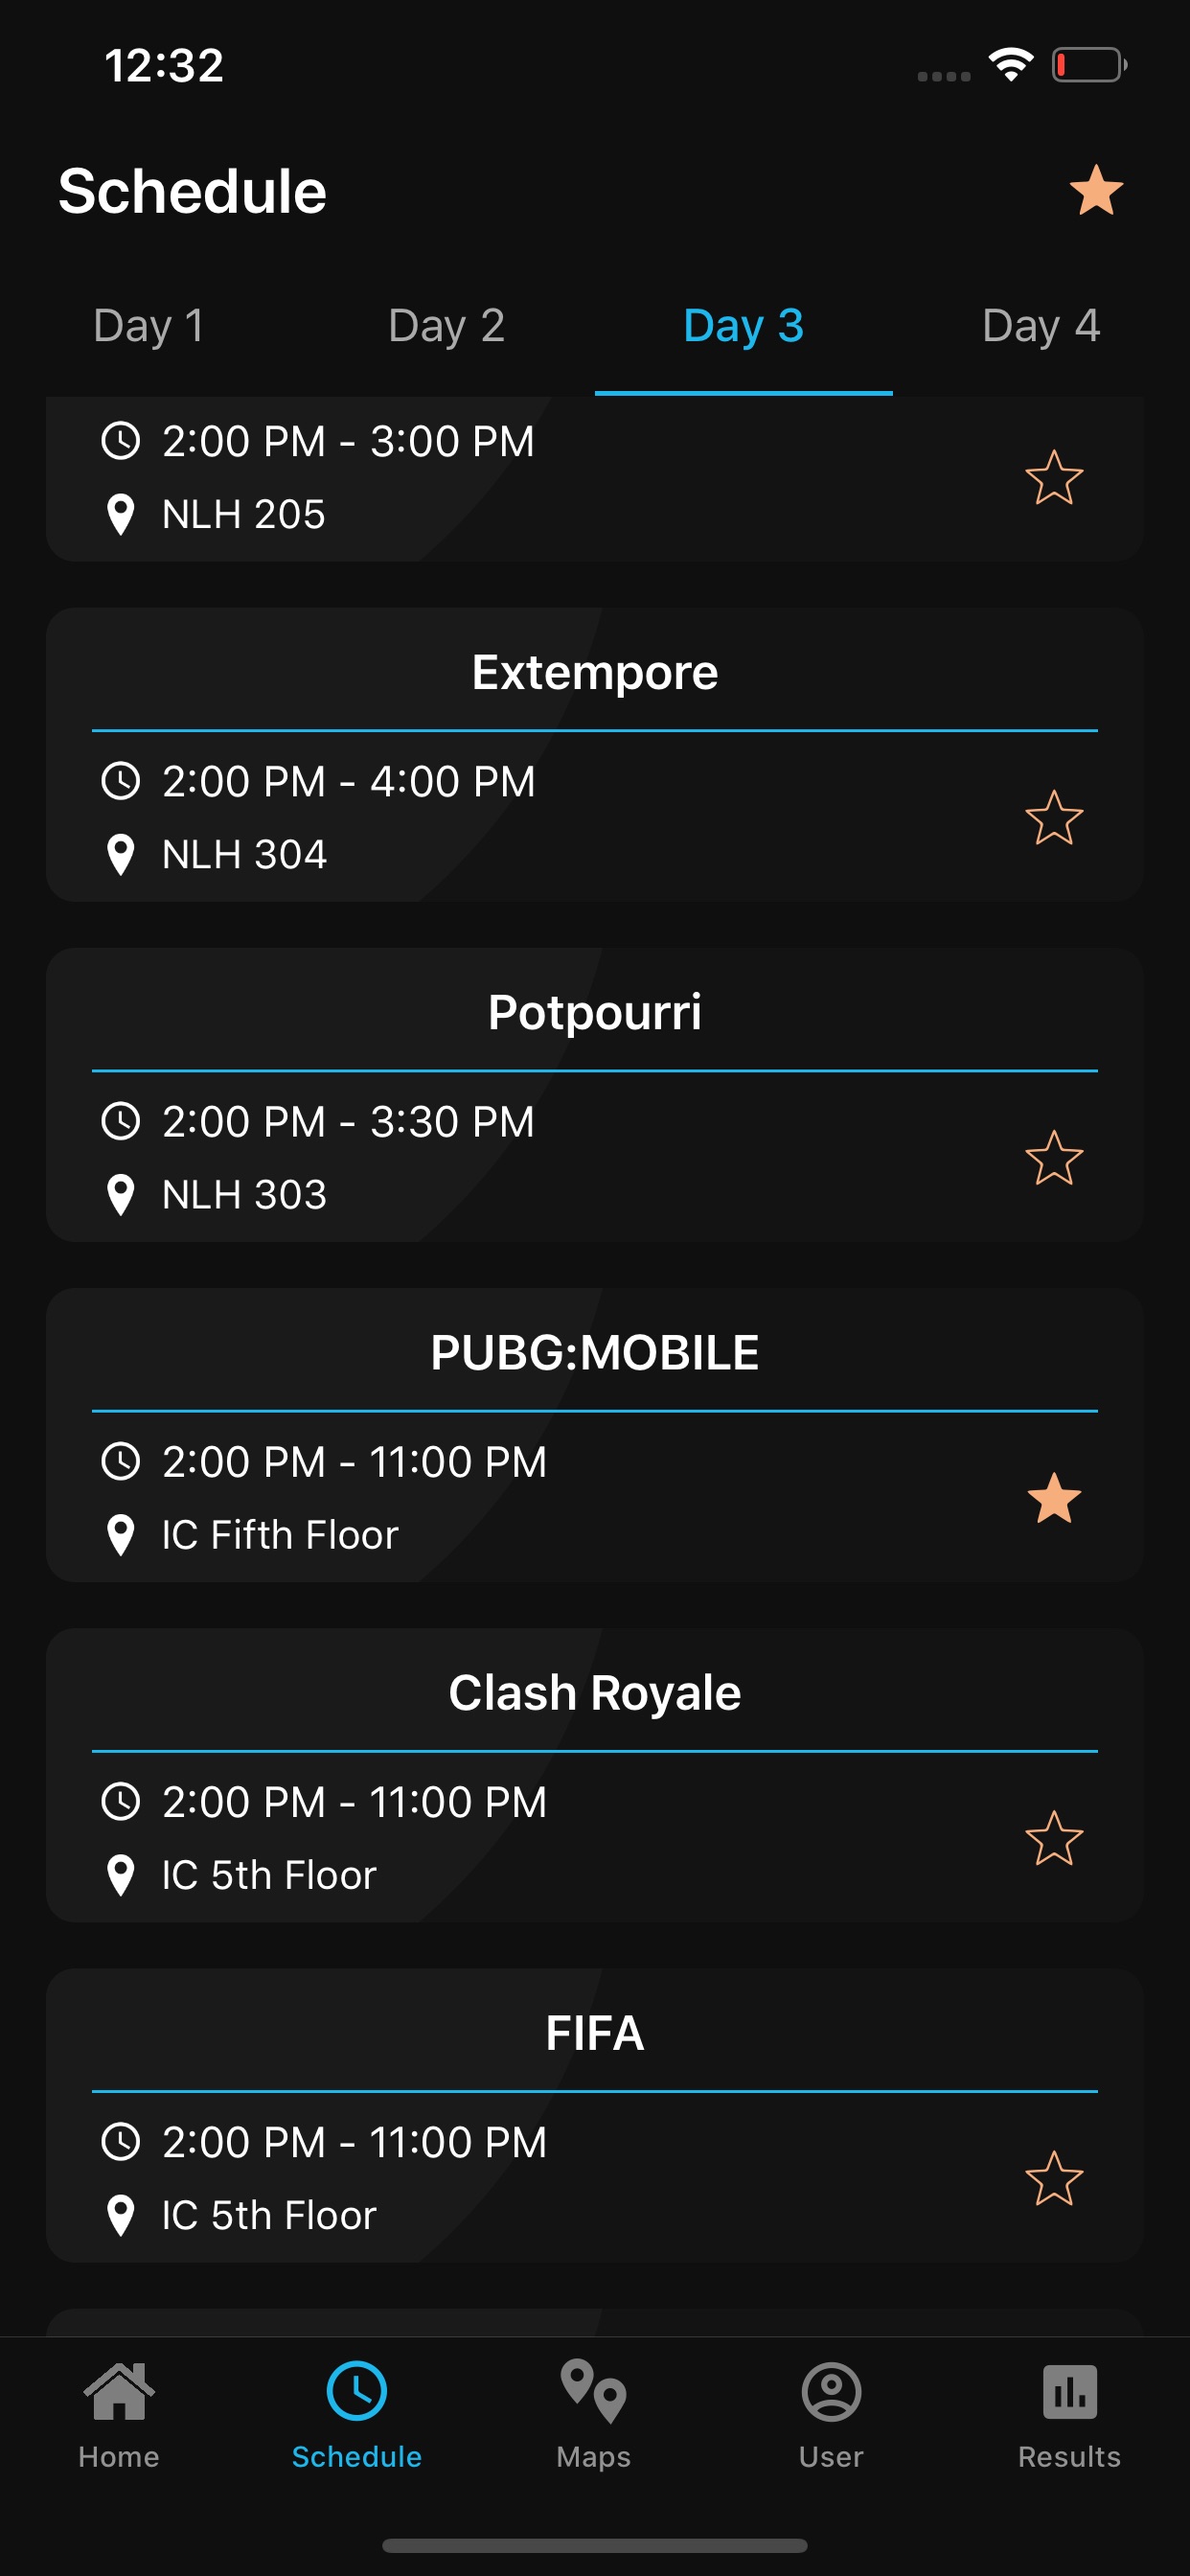 12:32
Schedule
Day 1 Day 2 Day 3 Day 4
2:00 PM - 3:00 PM
NLH 205
Extempore
2:00 PM - 4:00 PM
NLH 304
Potpourri
2:00 PM - 3:30 PM
NLH 303
PUBG:MOBILE
2:00 PM - 11:00 PM
IC Fifth Floor
Clash Royale
2:00 PM - 11:00 PM
IC 5th Floor
FIFA
2:00 PM - 11:00 PM
IC 5th Floor
Home Schedule Maps User Results